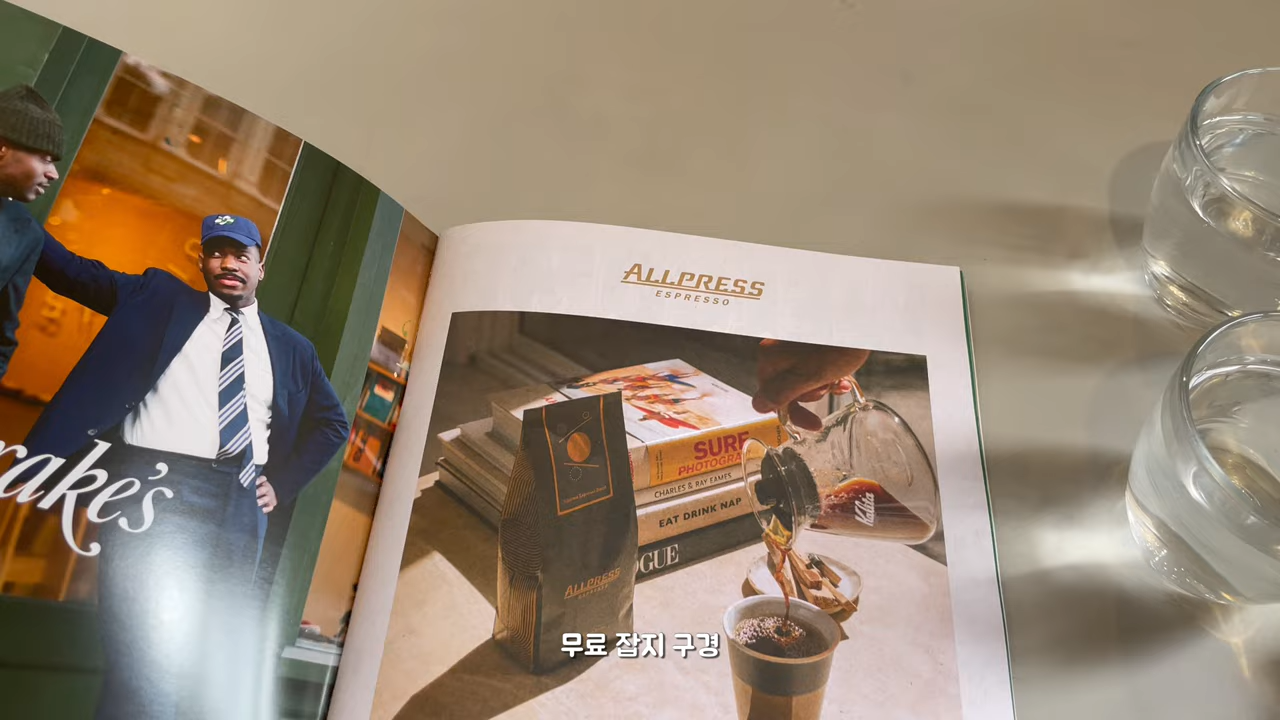 rake's
ALLPRESS
ESPRESSO
SURF
PHOTOGRA
CHARLES & RAY EAMES
EAT DRINK NAP
OGUE
kalita
ALLPRESS
ESPRESSO
무료 잡지 구경